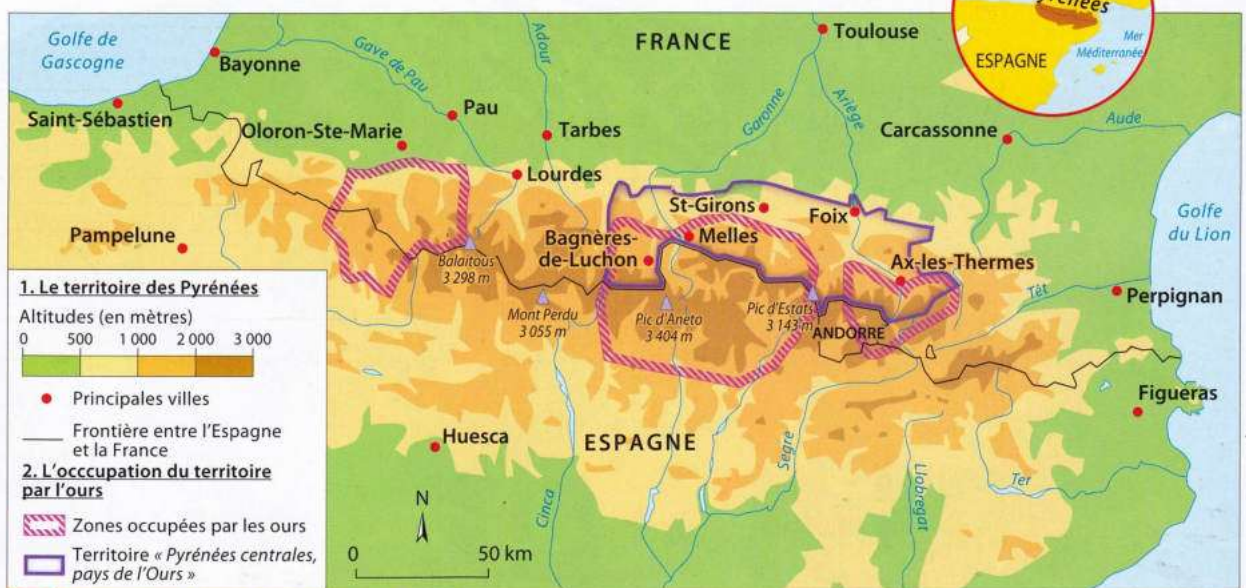 Golfe de
Gascogne
Bayonne
Saint-Sébastien
Gave de Pau
Adour
FRANCE
Toulouse
ESPAGNE
Mer
Méditerranée
Pau
Oloron-Ste-Marie
Tarbes
Lourdes
Garonne
Ariège
Carcassonne
Aude
Pampelune
Balaïtous
3 298 m
Mont Perdu
3 055 m
Bagnères-
de-Luchon
St-Girons
Melles
Foix
Ax-les-Thermes
Pic d'Aneto
3 404 m
Pic d'Estats
3 143 m
ANDORRE
Têt
Perpignan
Golfe
du Lion
Figueras
Huesca
ESPAGNE
Cinca
Segre
Llobregat
Ter
1. Le territoire des Pyrénées
Altitudes (en mètres)
0 500 1 000 2 000 3 000
Principales villes
Frontière entre l'Espagne
et la France
2. L'occcupation du territoire
par l'ours
Zones occupées par les ours
Territoire « Pyrénées centrales,
pays de l'Ours »
N
0 50 km